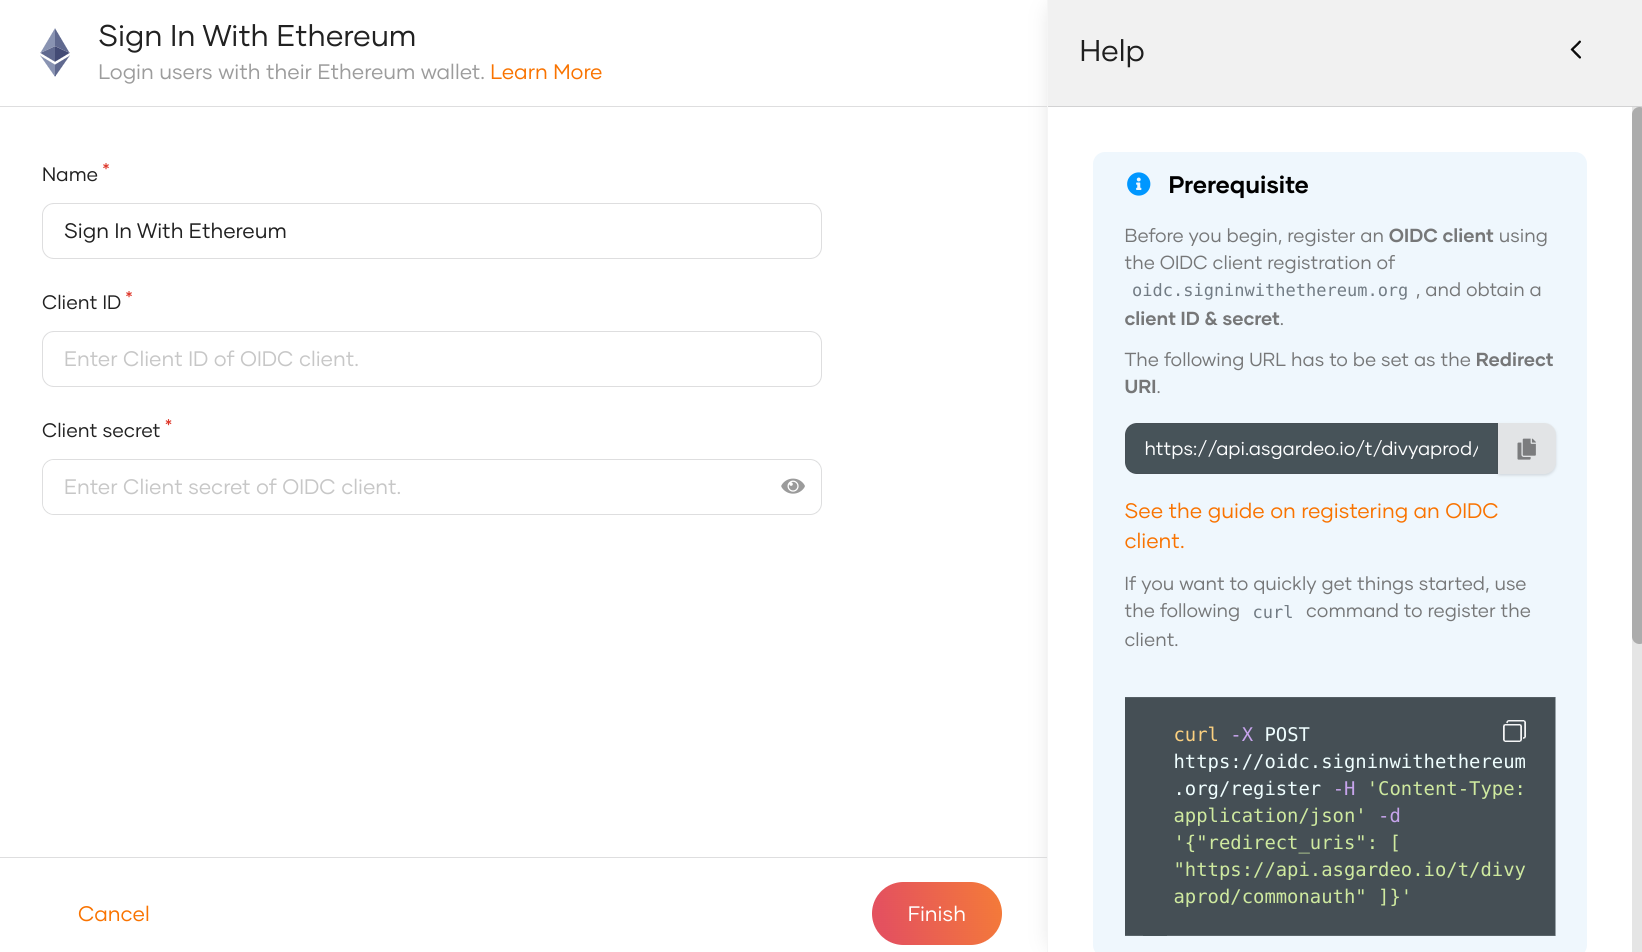 Sign In With Ethereum
Login users with their Ethereum wallet. Learn More
Name *
Sign In With Ethereum
Client ID *
Enter Client ID of OIDC client.
Client secret *
Enter Client secret of OIDC client.
Cancel
Finish
Help
Prerequisite
Before you begin, register an OIDC client using
the OIDC client registration of
oidc.signinwithethereum.org , and obtain a
client ID & secret.
The following URL has to be set as the Redirect
URI.
https://api.asgardeo.io/t/divyaprod/
See the guide on registering an OIDC
client.
If you want to quickly get things started, use
the following curl command to register the
client.
curl -X POST
https://oidc.signinwithethereum
.org/register -H 'Content-Type:
application/json' -d
'{"redirect_uris": [
"https://api.asgardeo.io/t/divy
aprod/commonauth" ]}'